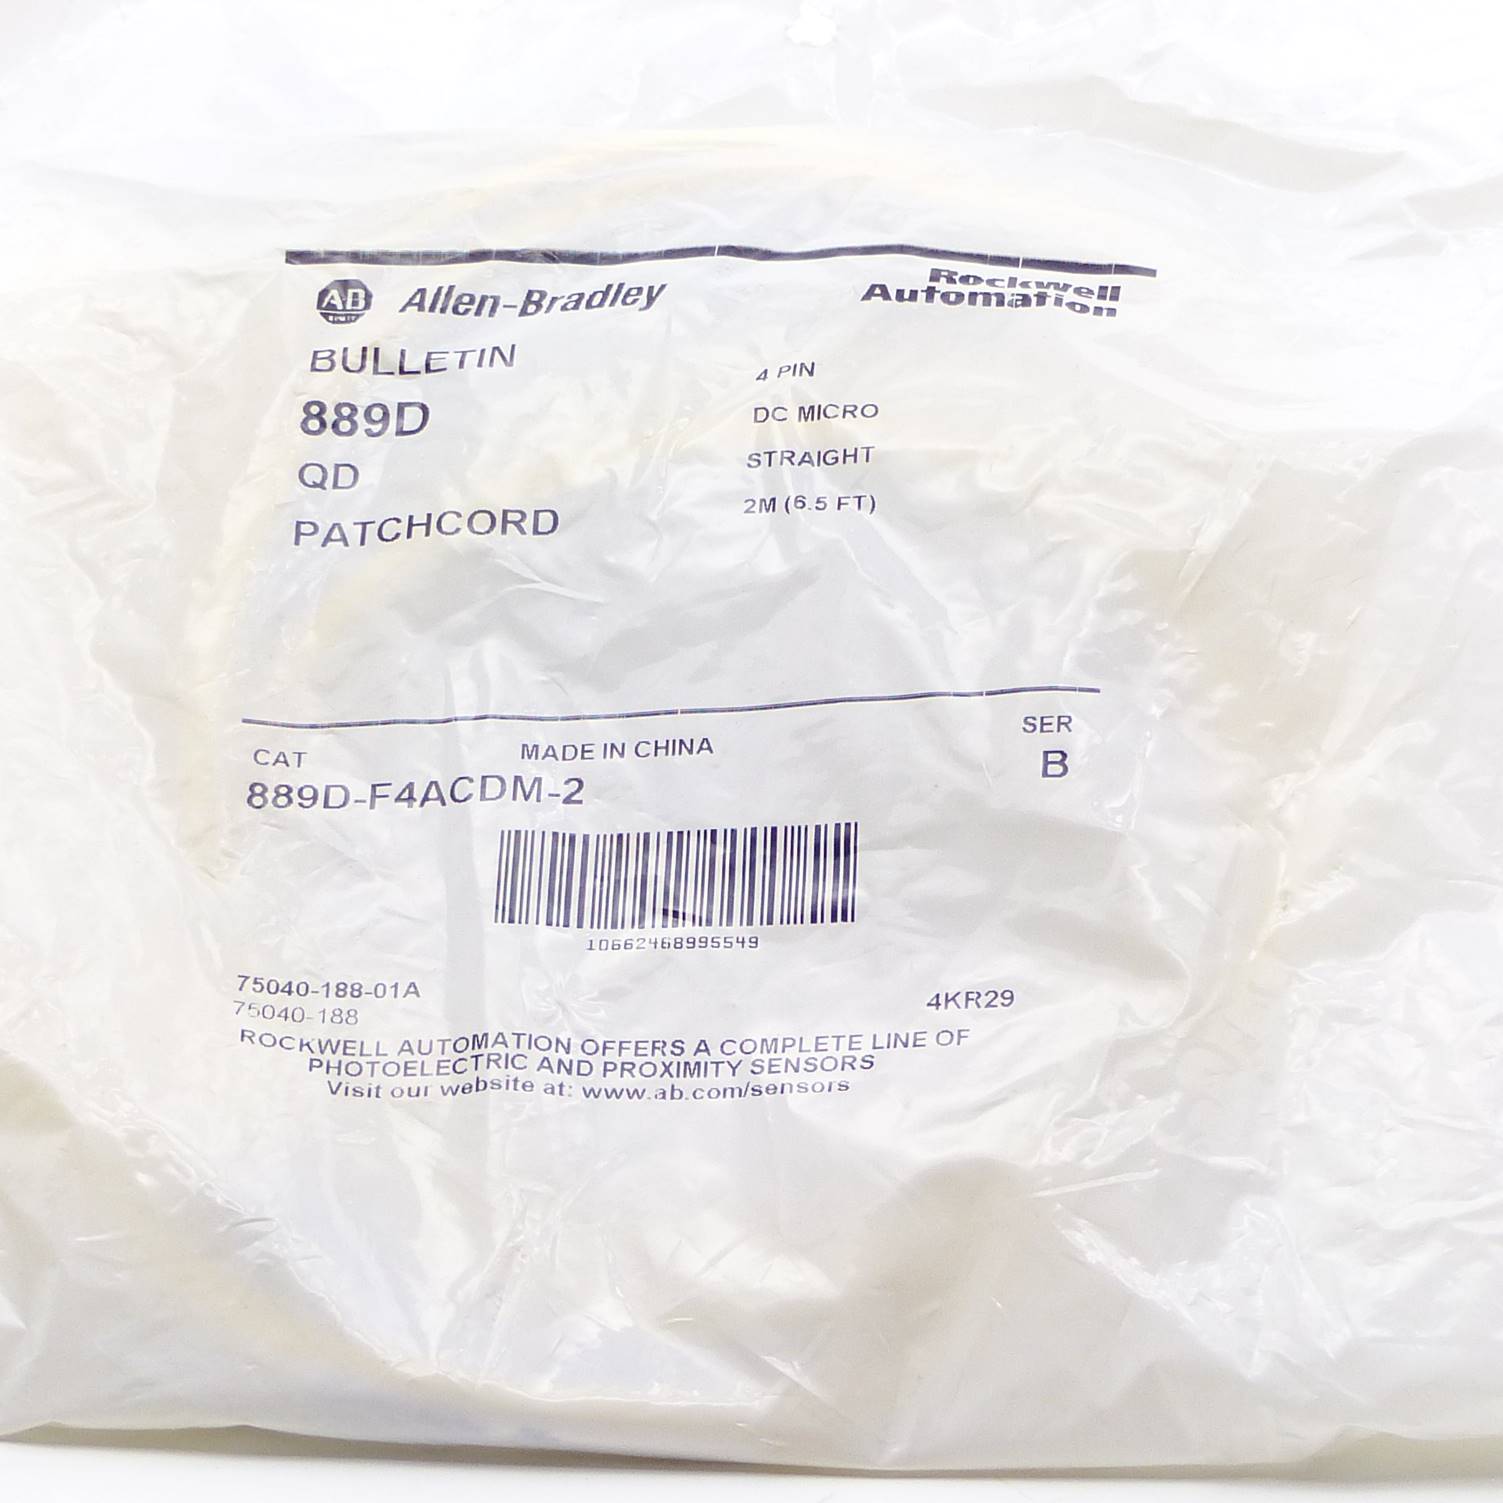 AB Allen-Bradley
Rockwell
Automation
BULLETIN
889D
QD
PATCHCORD
4 PIN
DC MICRO
STRAIGHT
2M (6.5 FT)
CAT
MADE IN CHINA
SER
889D-F4ACDM-2
B
10662468995549
75040-188-01A
75040-188
4KR29
ROCKWELL AUTOMATION OFFERS A COMPLETE LINE OF
PHOTOELECTRIC AND PROXIMITY SENSORS
Visit our website at: www.ab.com/sensors